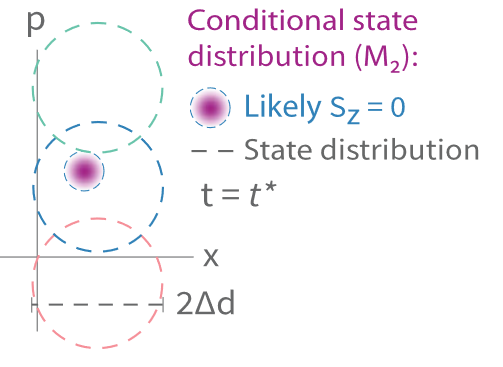 p
Conditional state
distribution (M₂):
Likely S_z = 0
State distribution
t = t*
x
2Δd